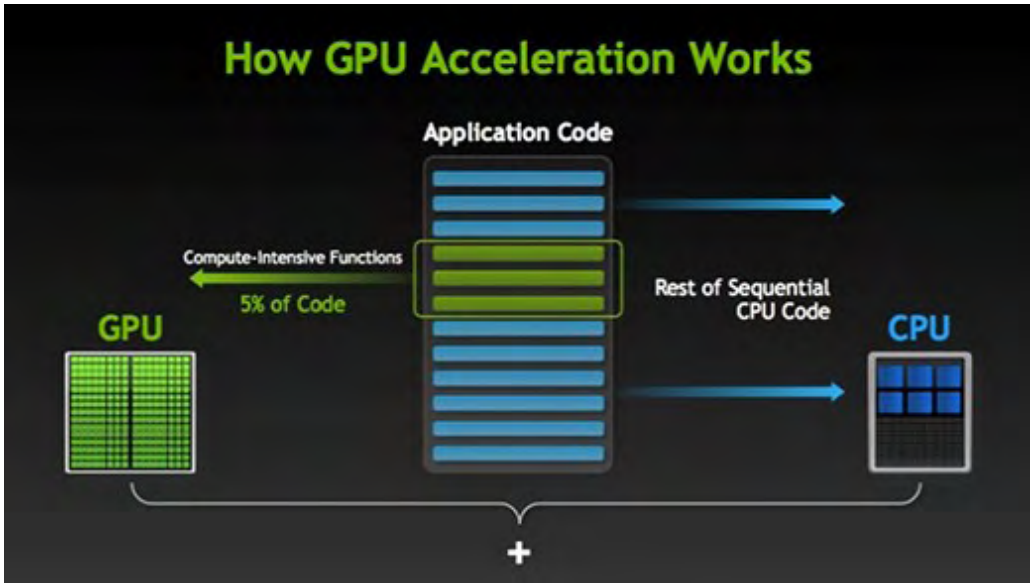 How GPU Acceleration Works
Application Code
Compute-Intensive Functions
5% of Code
Rest of Sequential
CPU Code
GPU
CPU
+